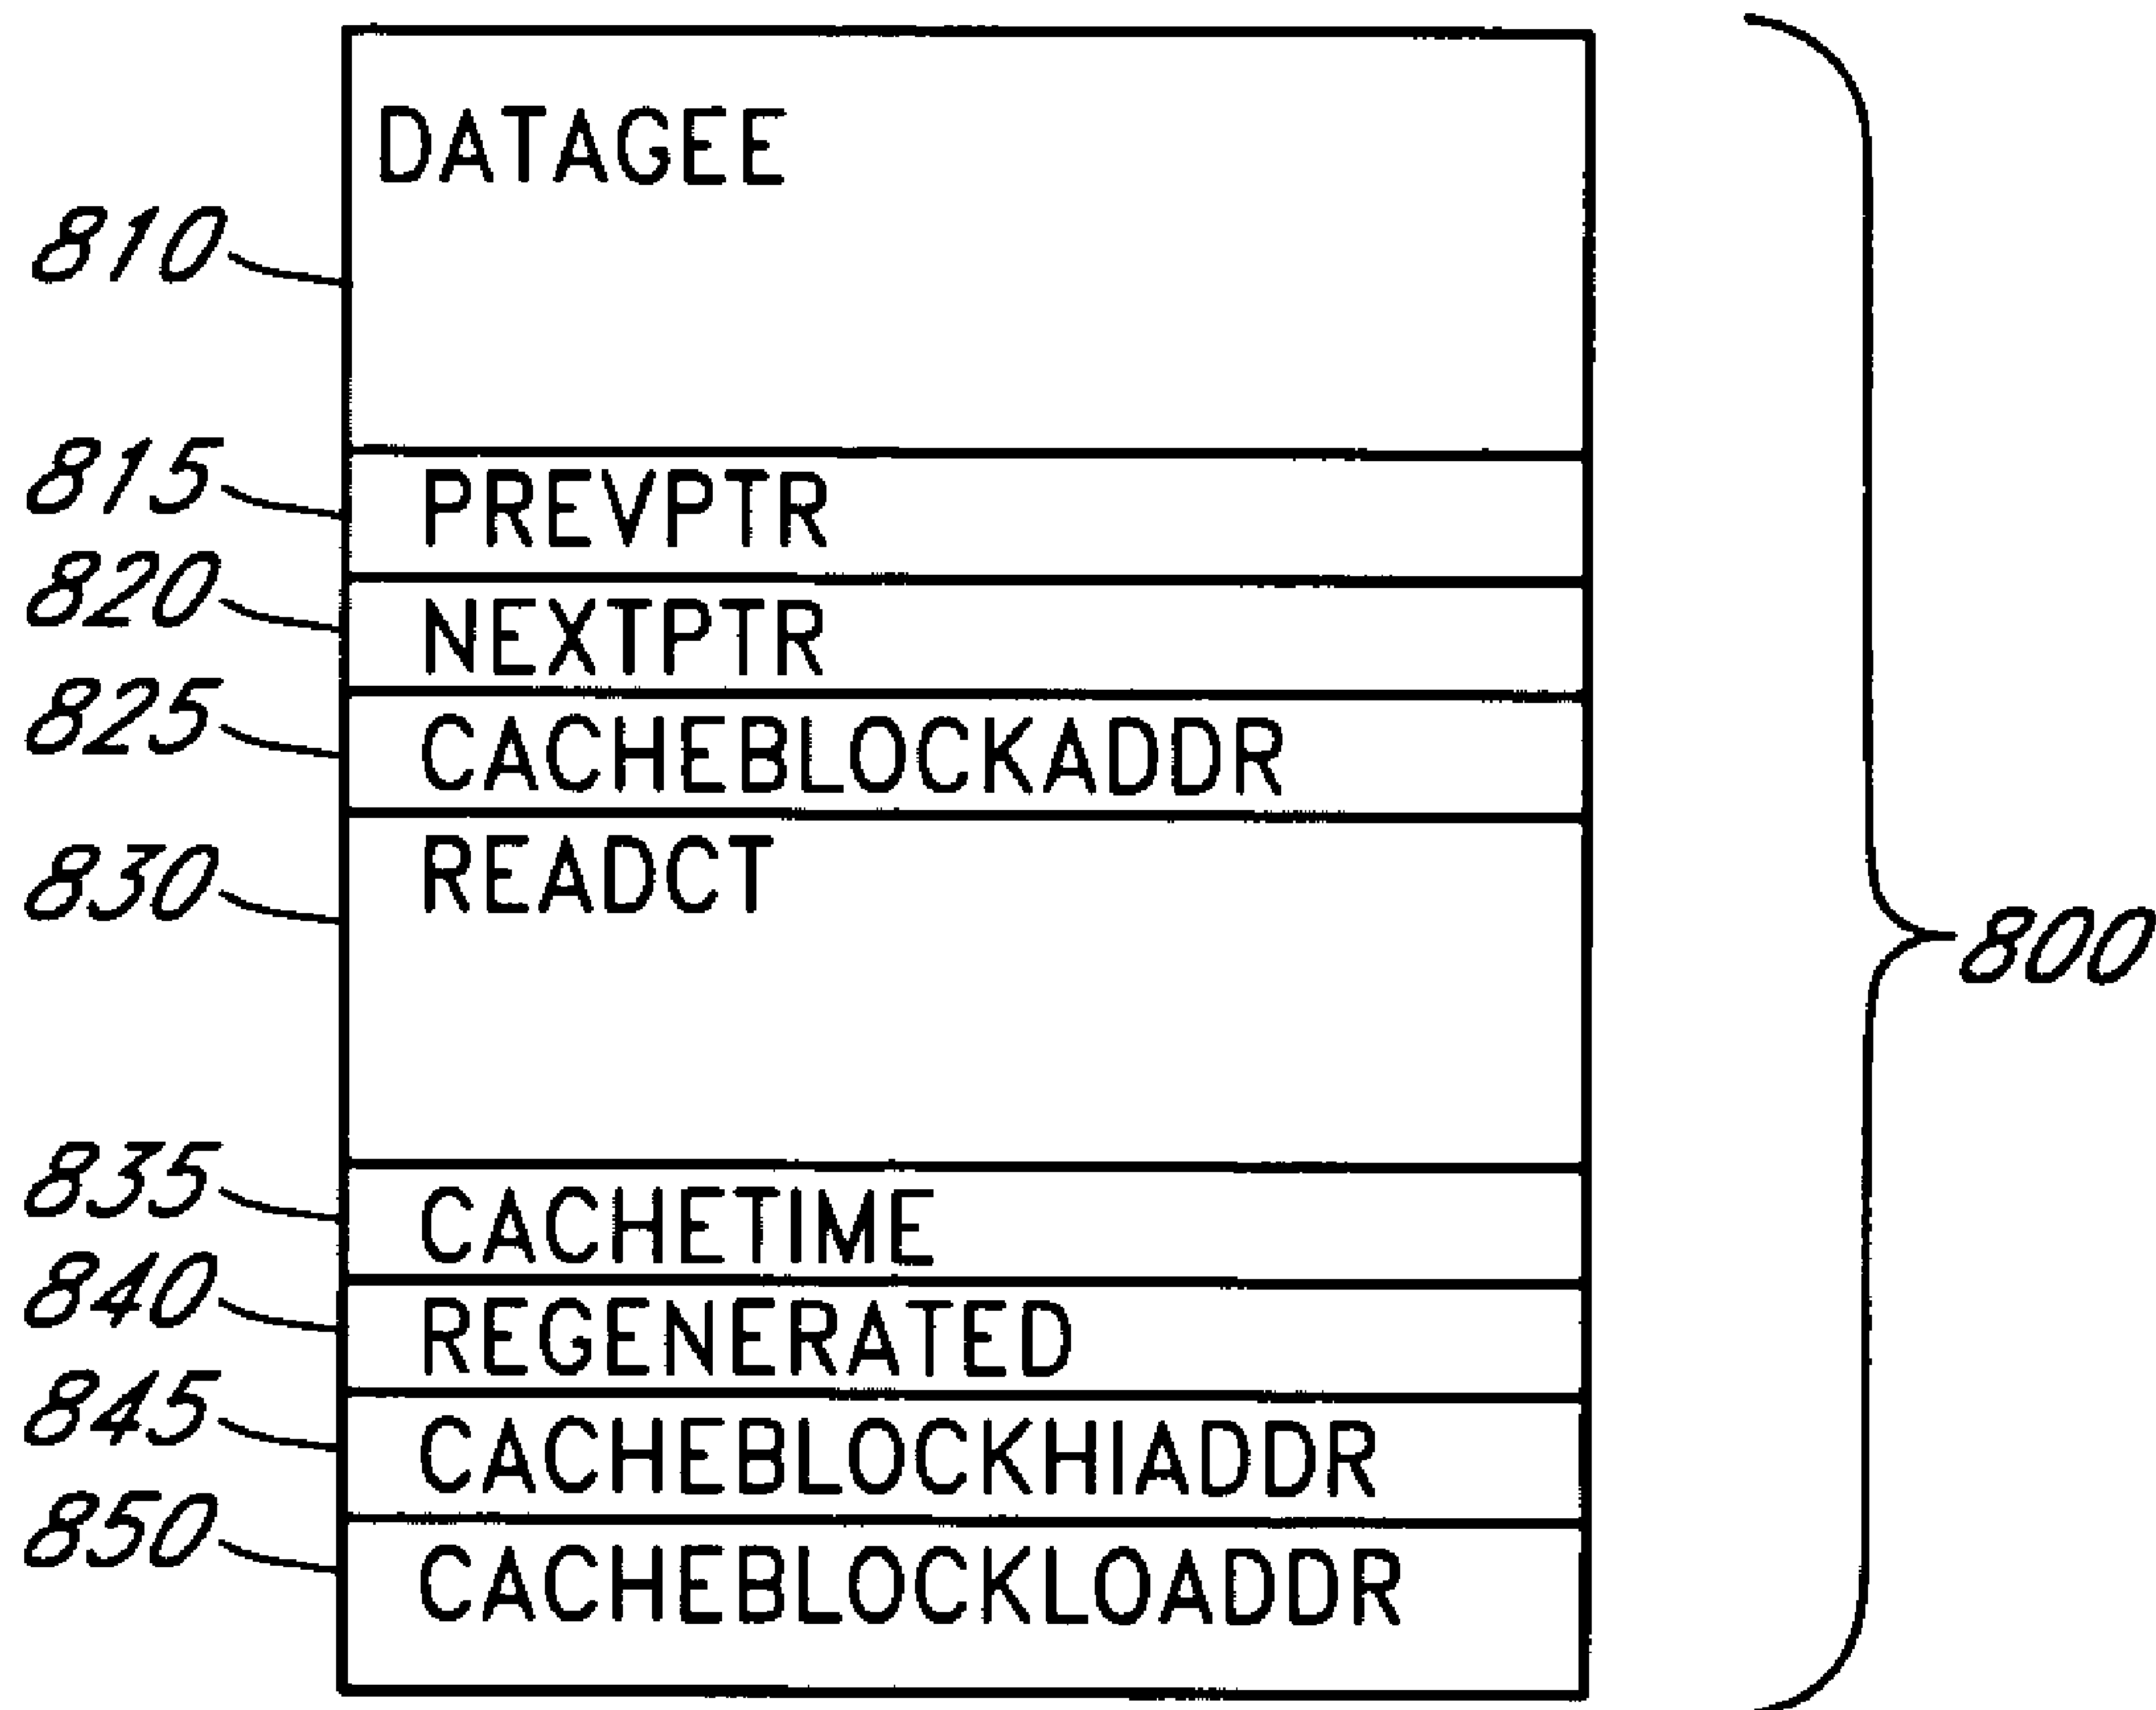 DATAGEE
810
815 PREVPTR
820 NEXTPTR
825 CACHEBLOCKADDR
830 READCT
800
835 CACHETIME
840 REGENERATED
845 CACHEBLOCKHIADDR
850 CACHEBLOCKLOADDR